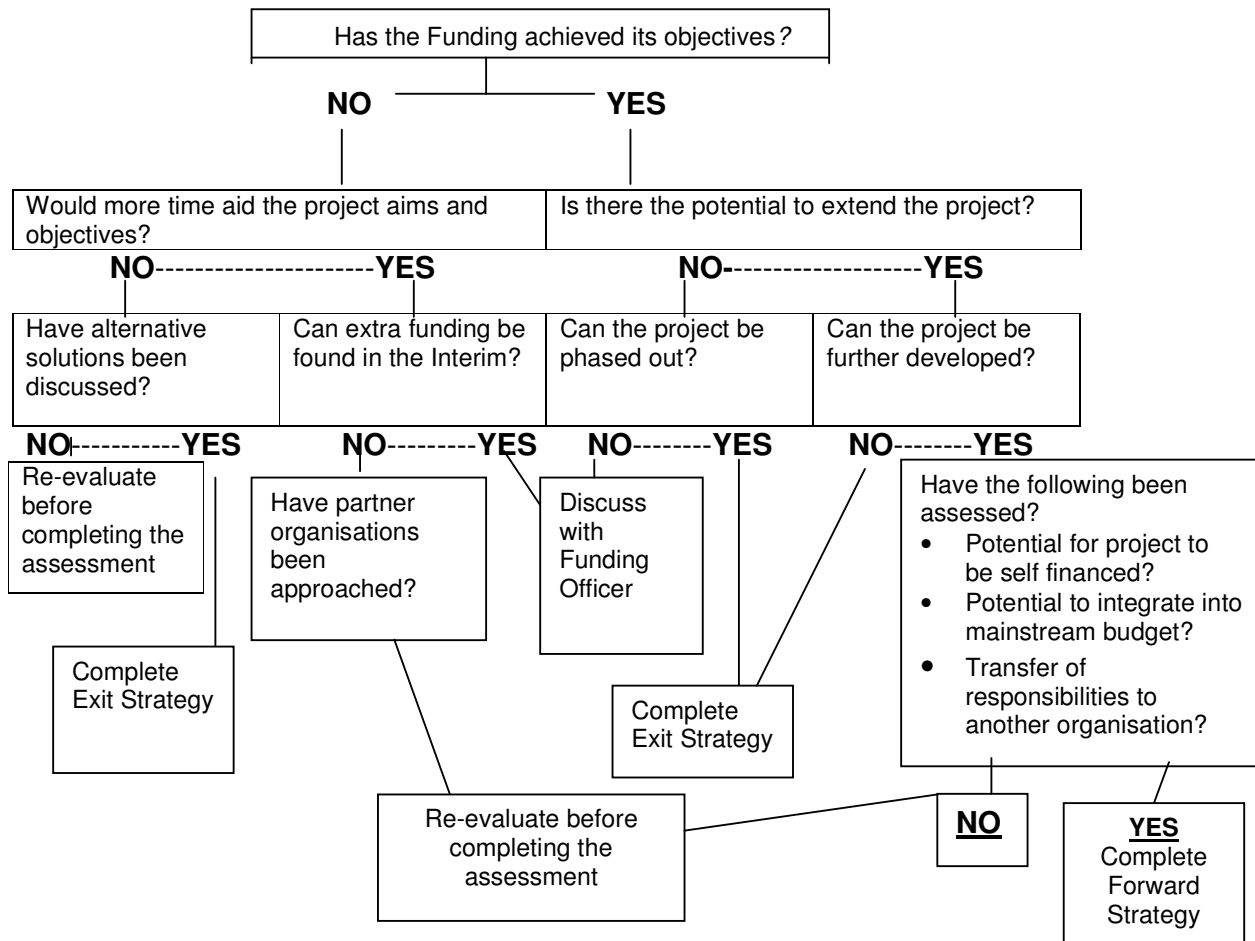 Has the Funding achieved its objectives?
NO YES
Would more time aid the project aims and
objectives?
Is there the potential to extend the project?
NO----------------------YES
NO--------------------YES
Have alternative
solutions been
discussed?
Can extra funding be
found in the Interim?
Can the project be
phased out?
Can the project be
further developed?
NO-----------YES
NO---------YES
NO--------YES
NO--------YES
Re-evaluate
before
completing the
assessment
Have partner
organisations
been
approached?
Discuss
with
Funding
Officer
Have the following been
assessed?
• Potential for project to
be self financed?
• Potential to integrate into
mainstream budget?
• Transfer of
responsibilities to
another organisation?
Complete
Exit Strategy
Complete
Exit Strategy
Re-evaluate before
completing the
assessment
NO
YES
Complete
Forward
Strategy